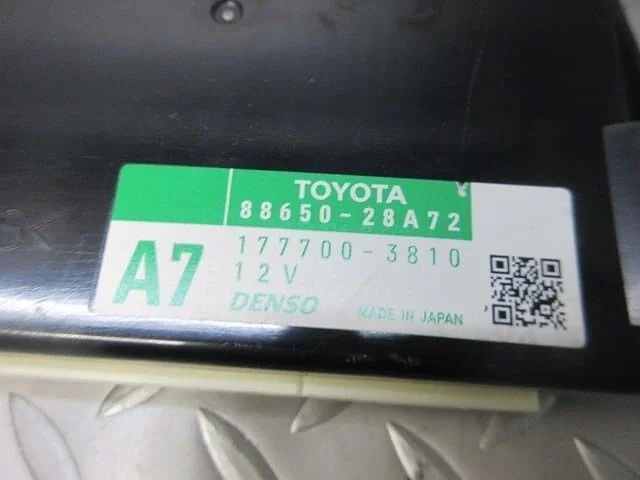 TOYOTA
88650-28A72
A7
177700-3810
12V
DENSO
MADE IN JAPAN